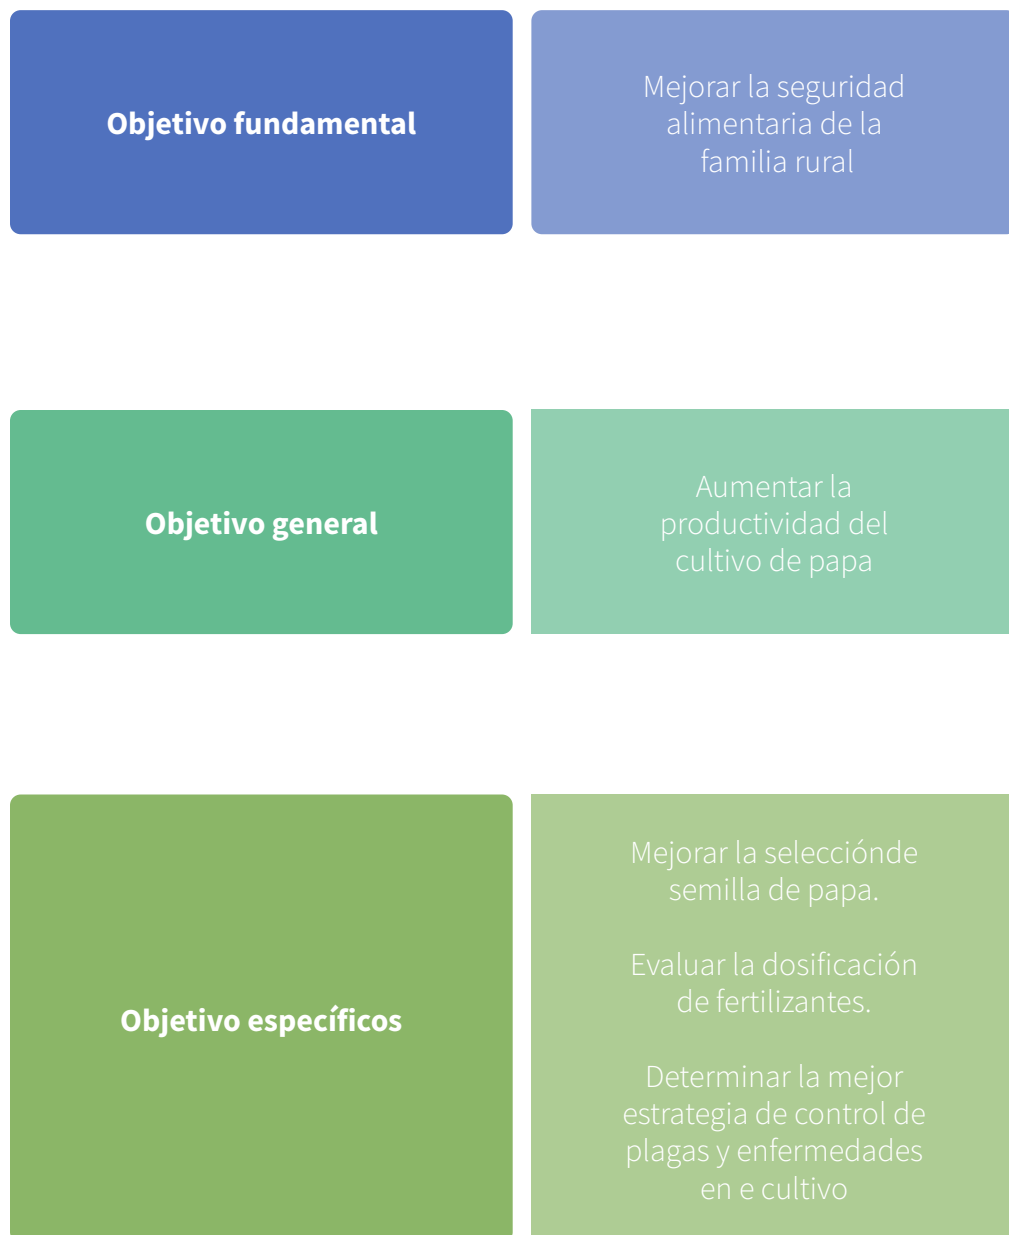 Objetivo fundamental
Mejorar la seguridad
alimentaria de la
familia rural
Objetivo general
Aumentar la
productividad del
cultivo de papa
Objetivo específicos
Mejorar la selecciónde
semilla de papa.
Evaluar la dosificación
de fertilizantes.
Determinar la mejor
estrategia de control de
plagas y enfermedades
en e cultivo